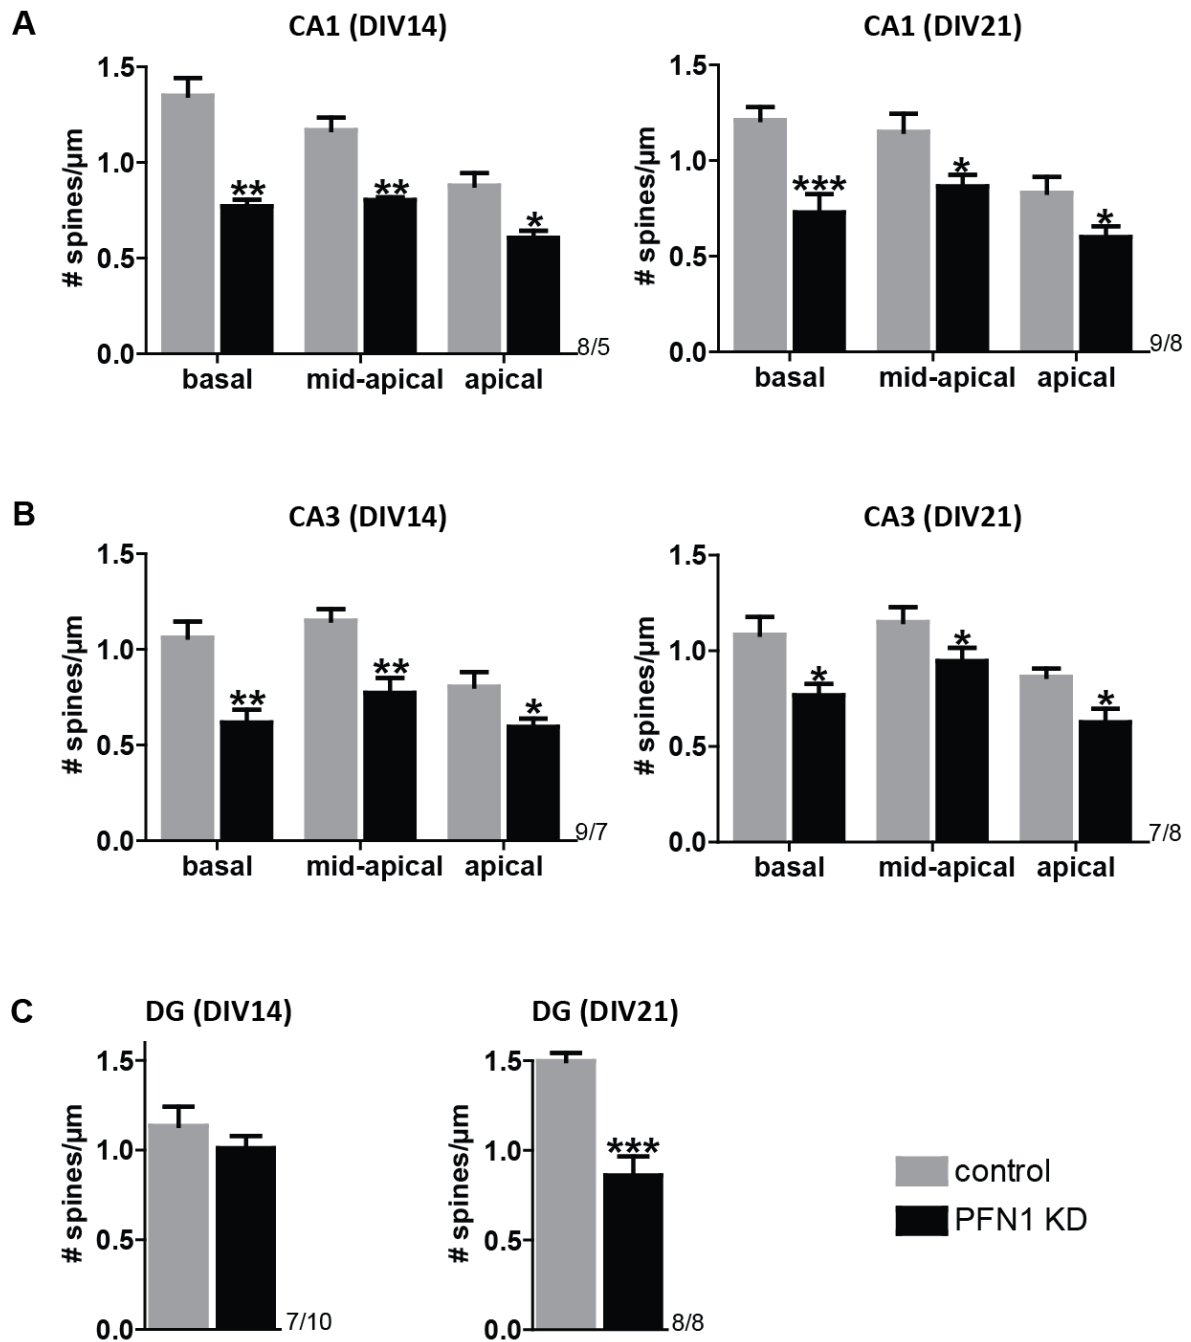 A
CA1 (DIV14)
# spines/µm
1.5
1.0
0.5
0.0
** ** *
basal mid-apical apical
8/5
CA1 (DIV21)
# spines/µm
1.5
1.0
0.5
0.0
*** * *
basal mid-apical apical
9/8
B
CA3 (DIV14)
# spines/µm
1.5
1.0
0.5
0.0
** ** *
basal mid-apical apical
9/7
CA3 (DIV21)
# spines/µm
1.5
1.0
0.5
0.0
* * *
basal mid-apical apical
7/8
C
DG (DIV14)
# spines/µm
1.5
1.0
0.5
0.0
7/10
DG (DIV21)
# spines/µm
1.5
1.0
0.5
0.0
***
8/8
control
PFN1 KD